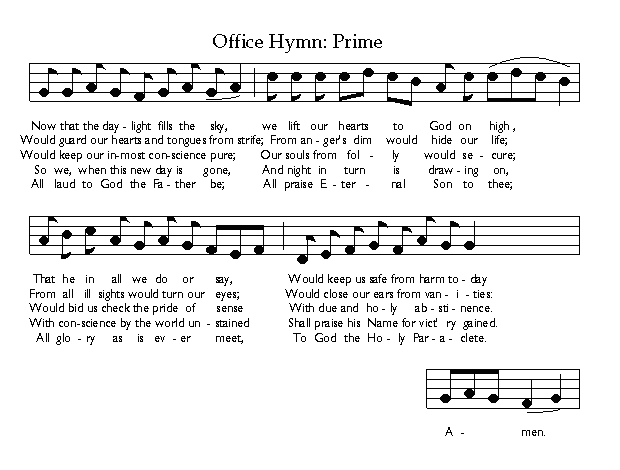 Office Hymn: Prime
Now that the day - light fills the sky, we lift our hearts to God on high,
Would guard our hearts and tongues from strife; From an - ger's dim would hide our life;
Would keep our in-most con-science pure; Our souls from fol - ly would se - cure;
So we, when this new day is gone, And night in turn is draw - ing on,
All laud to God the Fa - ther be; All praise E - ter - nal Son to thee;
That he in all we do or say, Would keep us safe from harm to - day
From all ill sights would turn our eyes; Would close our ears from van - i - ties:
Would bid us check the pride of sense With due and ho - ly ab - sti - nence.
With con-science by the world un - stained Shall praise his Name for vict' ry gained.
All glo - ry as is ev - er meet, To God the Ho - ly Par - a - clete.
A - men.